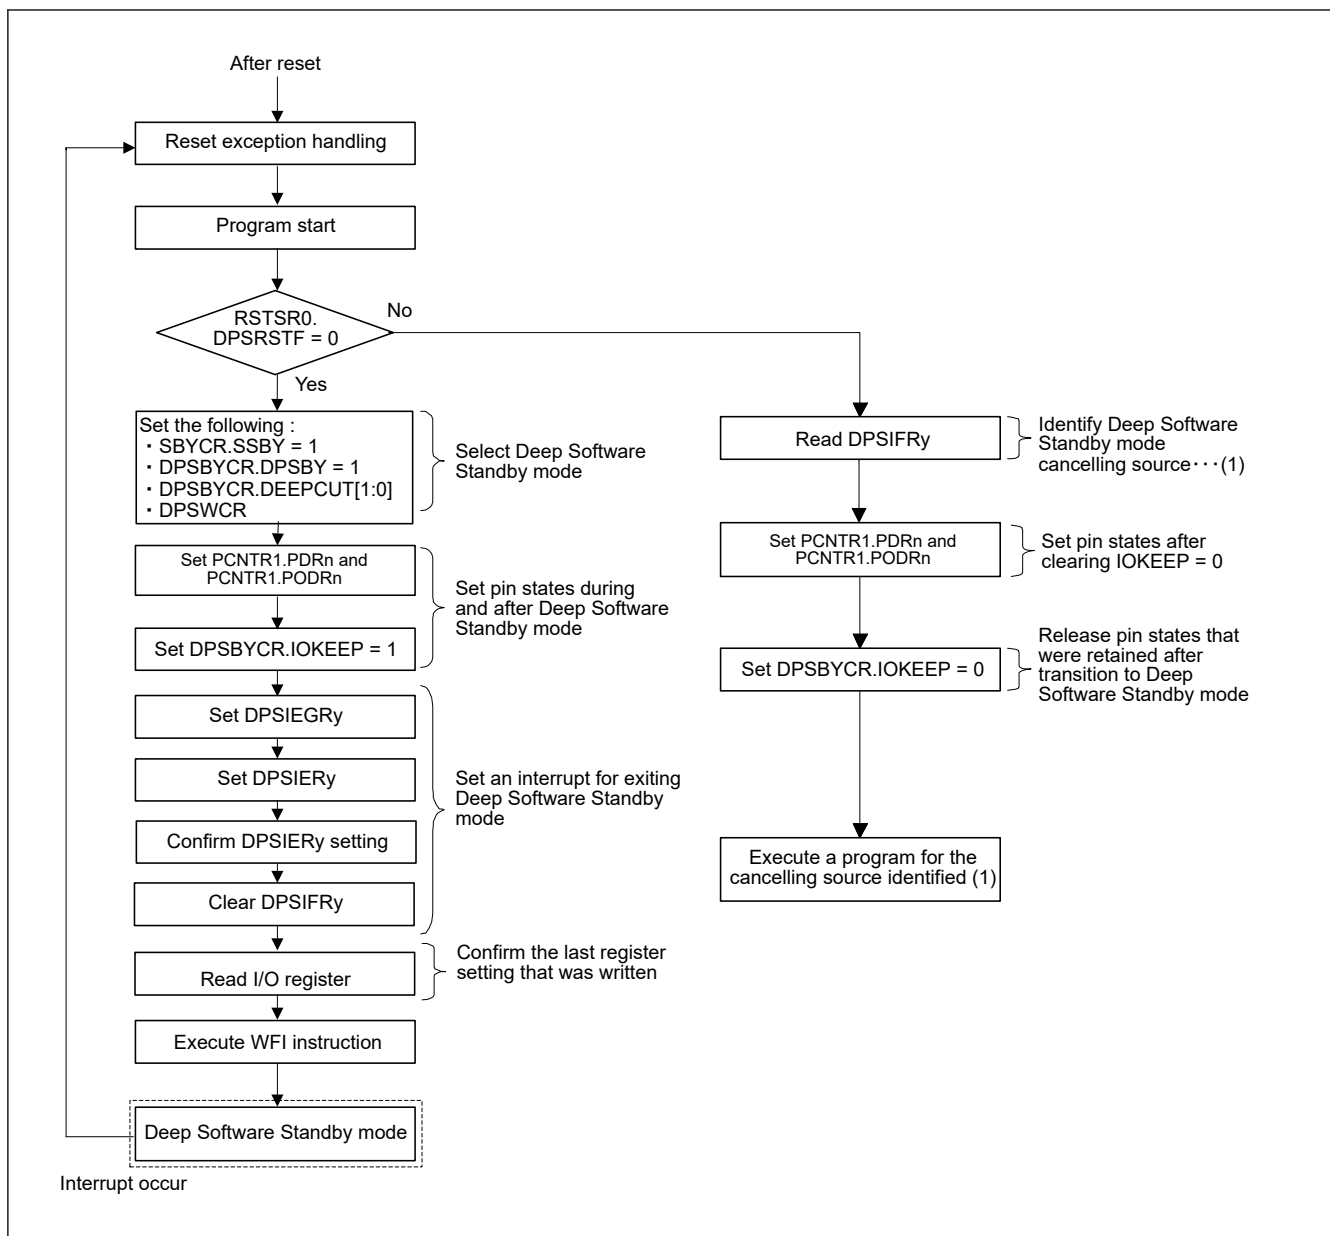 After reset
Reset exception handling
Program start
RSTSR0.
DPSRSTF = 0
No
Yes
Set the following :
・SBYCR.SSBY = 1
・DPSBYCR.DPSBY = 1
・DPSBYCR.DEEPCUT[1:0]
・DPSWCR
Select Deep Software
Standby mode
Set PCNTR1.PDRn and
PCNTR1.PODRn
Set DPSBYCR.IOKEEP = 1
Set pin states during
and after Deep Software
Standby mode
Set DPSIEGRy
Set DPSIERy
Confirm DPSIERy setting
Clear DPSIFRy
Set an interrupt for exiting
Deep Software Standby
mode
Read I/O register
Confirm the last register
setting that was written
Execute WFI instruction
Deep Software Standby mode
Interrupt occur
Read DPSIFRy
Identify Deep Software
Standby mode
cancelling source･･･(1)
Set PCNTR1.PDRn and
PCNTR1.PODRn
Set pin states after
clearing IOKEEP = 0
Set DPSBYCR.IOKEEP = 0
Release pin states that
were retained after
transition to Deep
Software Standby mode
Execute a program for the
cancelling source identified (1)